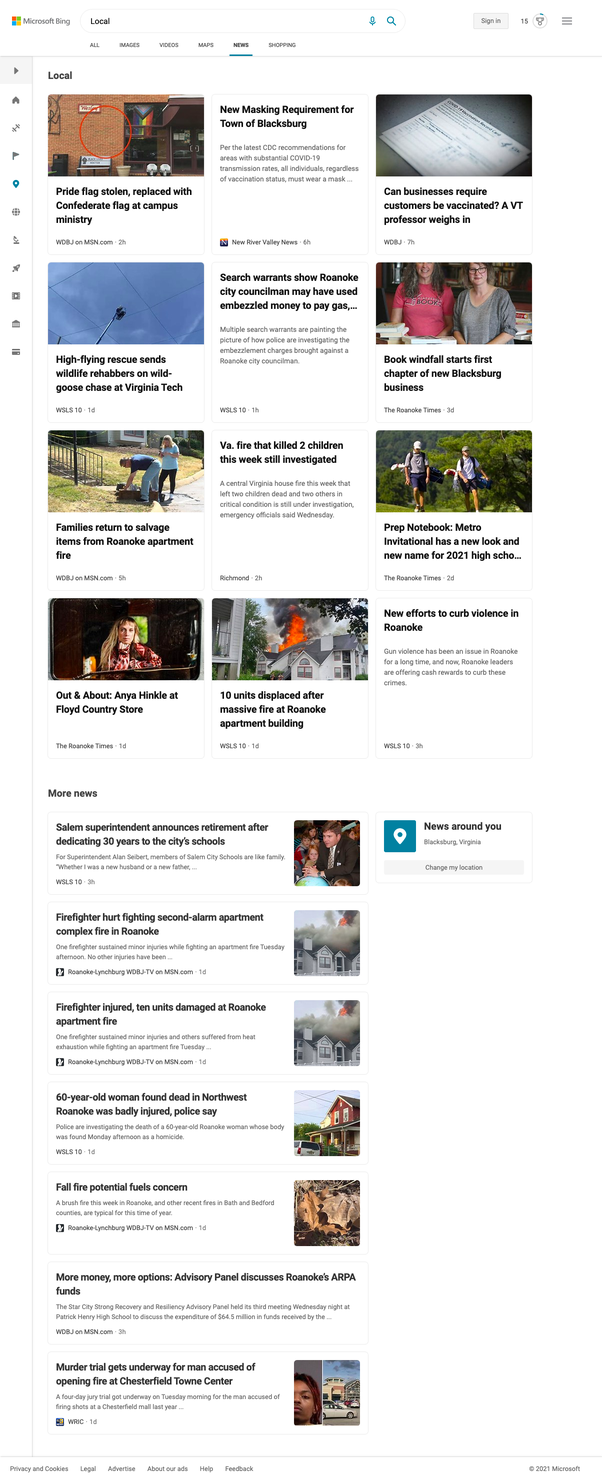 Microsoft Bing
Local
Sign in
15
ALL
IMAGES
VIDEOS
MAPS
NEWS
SHOPPING
Local
Pride flag stolen, replaced with
Confederate flag at campus
ministry
WDBJ on MSN.com · 2h
New Masking Requirement for
Town of Blacksburg
Per the latest CDC recommendations for
areas with substantial COVID-19
transmission rates, all individuals, regardless
of vaccination status, must wear a mask ...
New River Valley News · 6h
Can businesses require
customers be vaccinated? A VT
professor weighs in
WDBJ · 7h
High-flying rescue sends
wildlife rehabbers on wild-
goose chase at Virginia Tech
WSLS 10 · 1d
Search warrants show Roanoke
city councilman may have used
embezzled money to pay gas,...
Multiple search warrants are painting the
picture of how police are investigating the
embezzlement charges brought against a
Roanoke city councilman.
WSLS 10 · 1h
Book windfall starts first
chapter of new Blacksburg
business
The Roanoke Times · 3d
Families return to salvage
items from Roanoke apartment
fire
WDBJ on MSN.com · 5h
Va. fire that killed 2 children
this week still investigated
A central Virginia house fire this week that
left two children dead and two others in
critical condition is still under investigation,
emergency officials said Wednesday.
Richmond · 2h
Prep Notebook: Metro
Invitational has a new look and
new name for 2021 high scho...
The Roanoke Times · 2d
Out & About: Anya Hinkle at
Floyd Country Store
The Roanoke Times · 1d
10 units displaced after
massive fire at Roanoke
apartment building
WSLS 10 · 1d
New efforts to curb violence in
Roanoke
Gun violence has been an issue in Roanoke
for a long time, and now, Roanoke leaders
are offering cash rewards to curb these
crimes.
WSLS 10 · 3h
More news
Salem superintendent announces retirement after
dedicating 30 years to the city's schools
For Superintendent Alan Seibert, members of Salem City Schools are like family.
"Whether I was a new husband or a new father, ...
WSLS 10 · 3h
News around you
Blacksburg, Virginia
Change my location
Firefighter hurt fighting second-alarm apartment
complex fire in Roanoke
One firefighter sustained minor injuries while fighting an apartment fire Tuesday
afternoon. No other injuries have been ...
Roanoke-Lynchburg WDBJ-TV on MSN.com · 1d
Firefighter injured, ten units damaged at Roanoke
apartment fire
One firefighter sustained minor injuries and others suffered from heat
exhaustion while fighting an apartment fire Tuesday ...
Roanoke-Lynchburg WDBJ-TV on MSN.com · 1d
60-year-old woman found dead in Northwest
Roanoke was badly injured, police say
Police are investigating the death of a 60-year-old Roanoke woman whose body
was found Monday afternoon as a homicide.
WSLS 10 · 1d
Fall fire potential fuels concern
A brush fire this week in Roanoke, and other recent fires in Bath and Bedford
counties, are typical for this time of year.
Roanoke-Lynchburg WDBJ-TV on MSN.com · 1d
More money, more options: Advisory Panel discusses Roanoke's ARPA
funds
The Star City Strong Recovery and Resiliency Advisory Panel held its third meeting Wednesday night at
Patrick Henry High School to discuss the expenditure of $64.5 million in funds received by the ...
WDBJ on MSN.com · 3h
Murder trial gets underway for man accused of
opening fire at Chesterfield Towne Center
A four-day jury trial got underway on Tuesday morning for the man accused of
firing shots at a Chesterfield mall last year ...
WRIC · 1d
Privacy and Cookies
Legal
Advertise
About our ads
Help
Feedback
© 2021 Microsoft